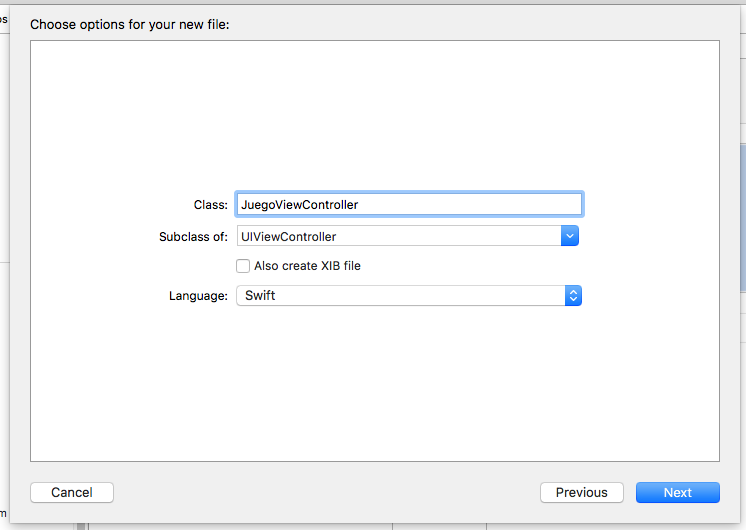 Choose options for your new file:
Class: JuegoViewController
Subclass of: UIViewController
Also create XIB file
Language: Swift
Cancel Previous Next